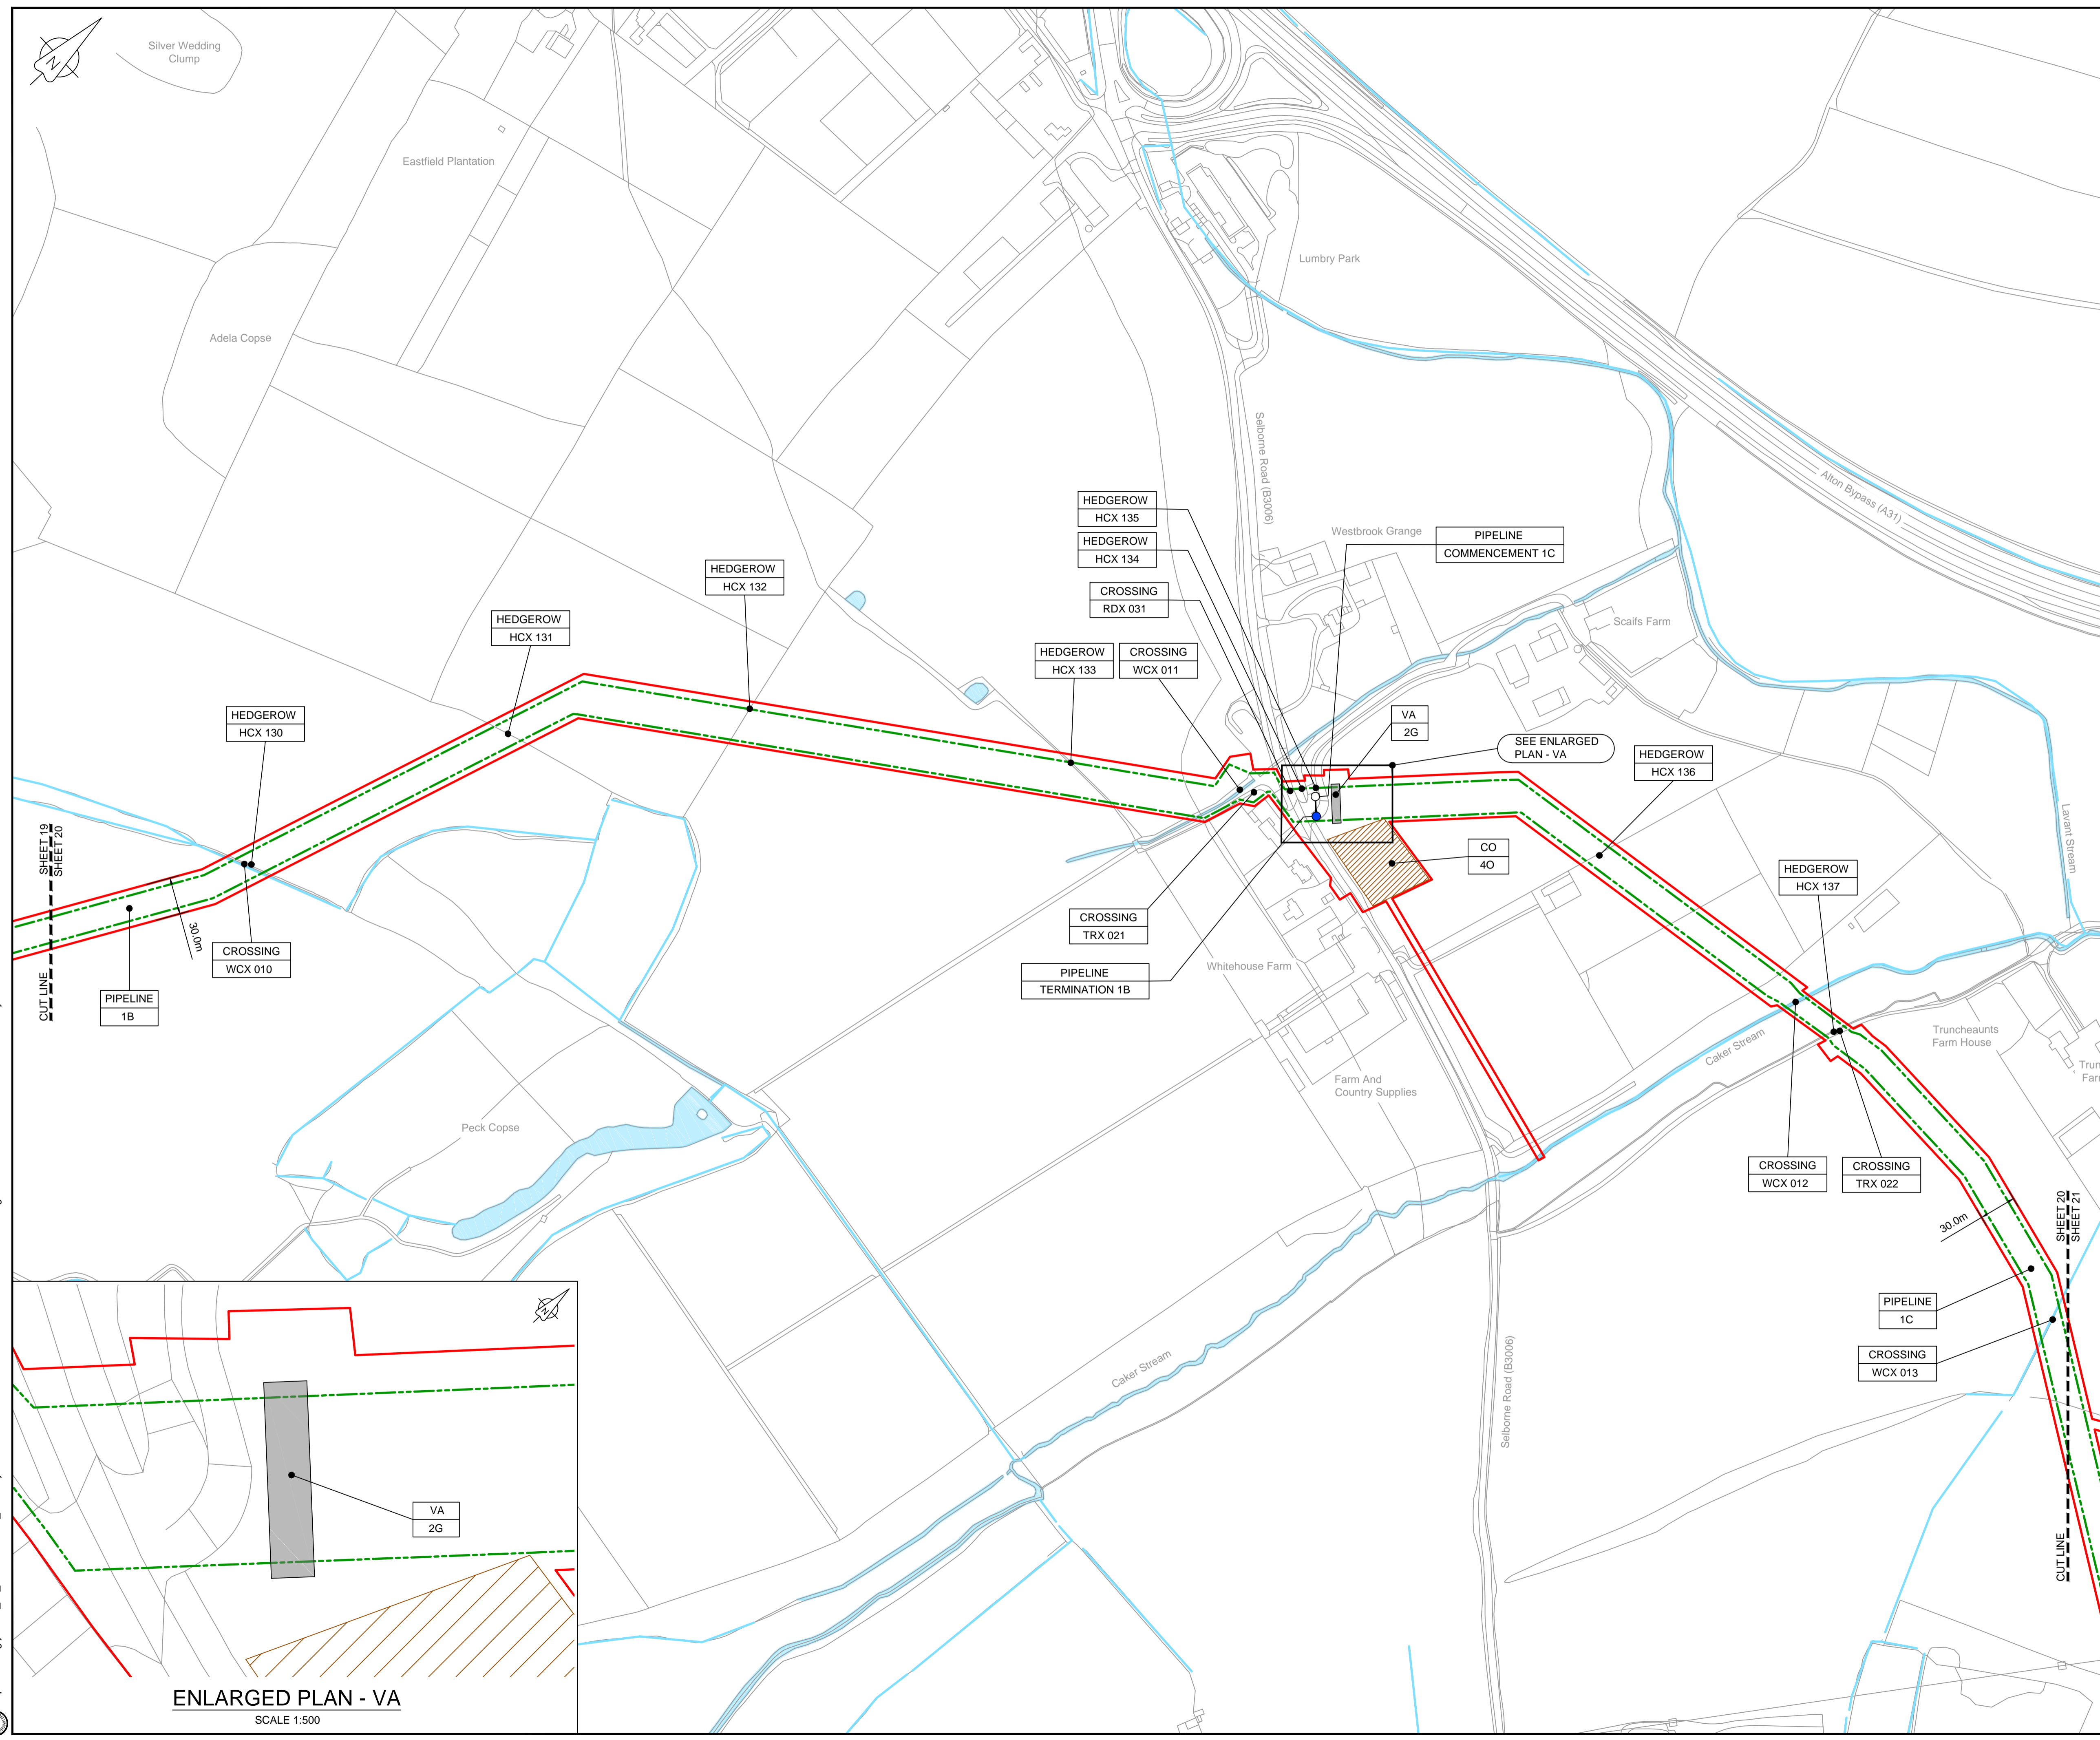 N
Silver Wedding
Clump
Eastfield Plantation
Adela Copse
Lumbry Park
Selborne Road (B3006)
Alton Bypass (A31)
HEDGEROW
HCX 135
HEDGEROW
HCX 134
CROSSING
RDX 031
Westbrook Grange
PIPELINE
COMMENCEMENT 1C
HEDGEROW
HCX 132
HEDGEROW
HCX 131
HEDGEROW
HCX 133
CROSSING
WCX 011
Scaifs Farm
HEDGEROW
HCX 130
VA
2G
SEE ENLARGED
PLAN - VA
HEDGEROW
HCX 136
SHEET 19
SHEET 20
CUT LINE
30.0m
CROSSING
WCX 010
PIPELINE
1B
CO
4O
HEDGEROW
HCX 137
Lavant Stream
CROSSING
TRX 021
PIPELINE
TERMINATION 1B
Whitehouse Farm
Farm And
Country Supplies
Caker Stream
Truncheaunts
Farm House
Peck Copse
CROSSING
WCX 012
CROSSING
TRX 022
30.0m
SHEET 20
SHEET 21
CUT LINE
PIPELINE
1C
CROSSING
WCX 013
Caker Stream
Selborne Road (B3006)
N
VA
2G
ENLARGED PLAN - VA
SCALE 1:500